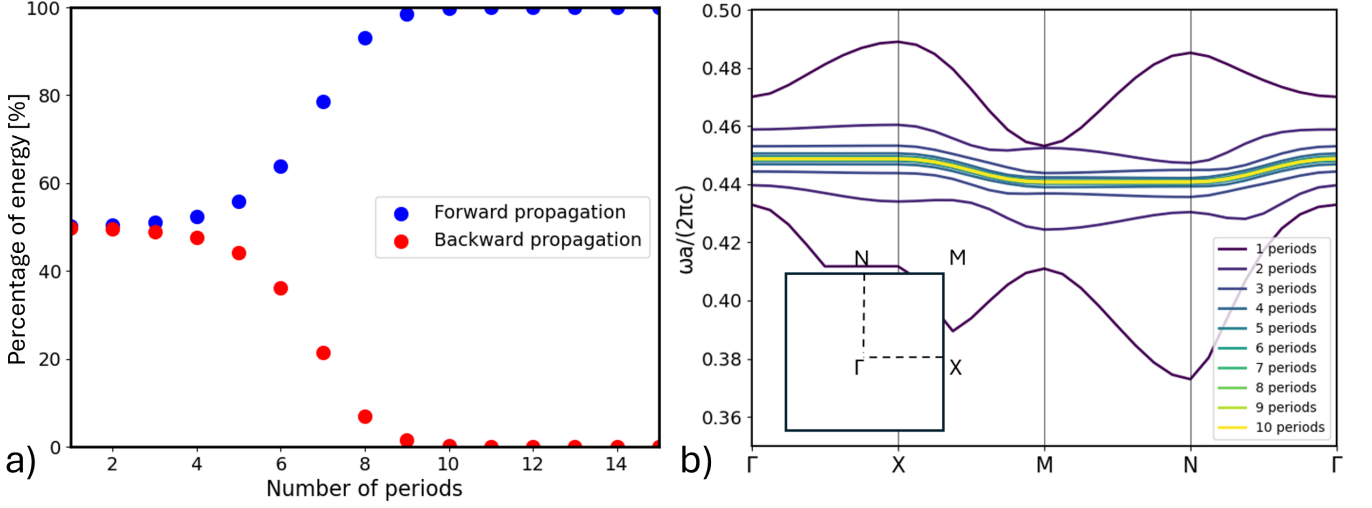 100
80
60
40
20
0
Percentage of energy [%]
Forward propagation
Backward propagation
2 4 6 8 10 12 14
Number of periods
a)
0.50
0.48
0.46
0.44
0.42
0.40
0.38
0.36
ωa/(2πc)
N M
Γ X
1 periods
2 periods
3 periods
4 periods
5 periods
6 periods
7 periods
8 periods
9 periods
10 periods
Γ X M N Γ
b)